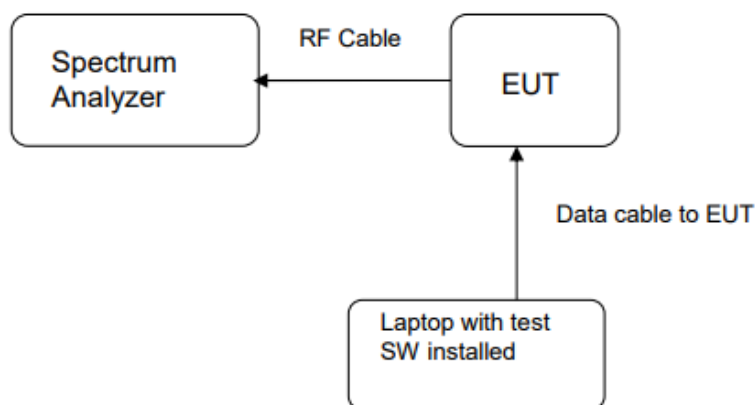 RF Cable
Spectrum
Analyzer
EUT
Data cable to EUT
Laptop with test
SW installed